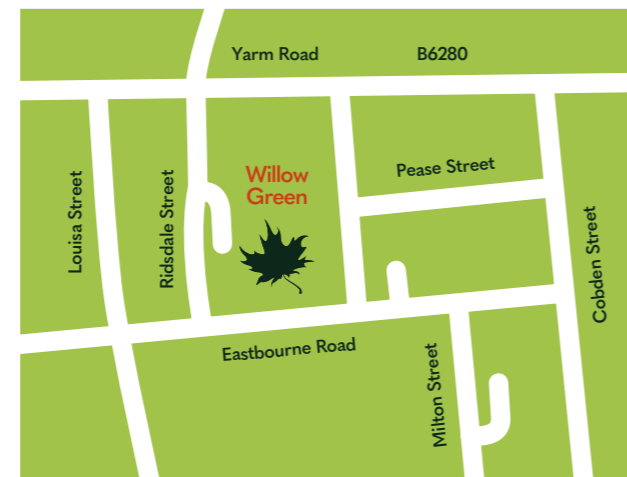 Yarm Road
B6280
Pease Street
Willow
Green
Louisa Street
Ridsdale Street
Cobden Street
Eastbourne Road
Milton Street